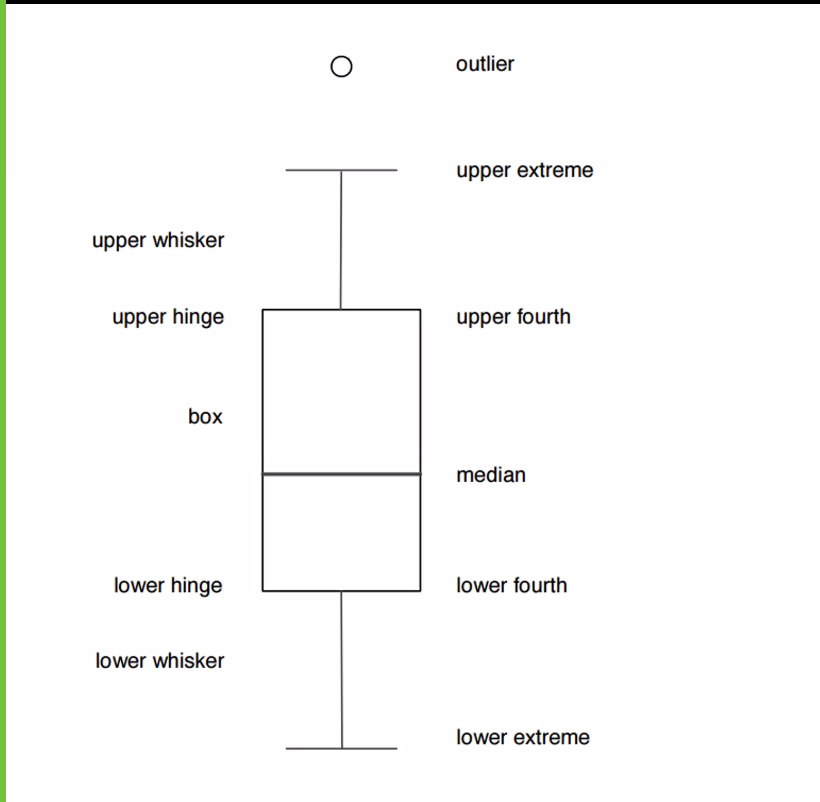 outlier
upper extreme
upper whisker
upper hinge
upper fourth
box
median
lower hinge
lower fourth
lower whisker
lower extreme